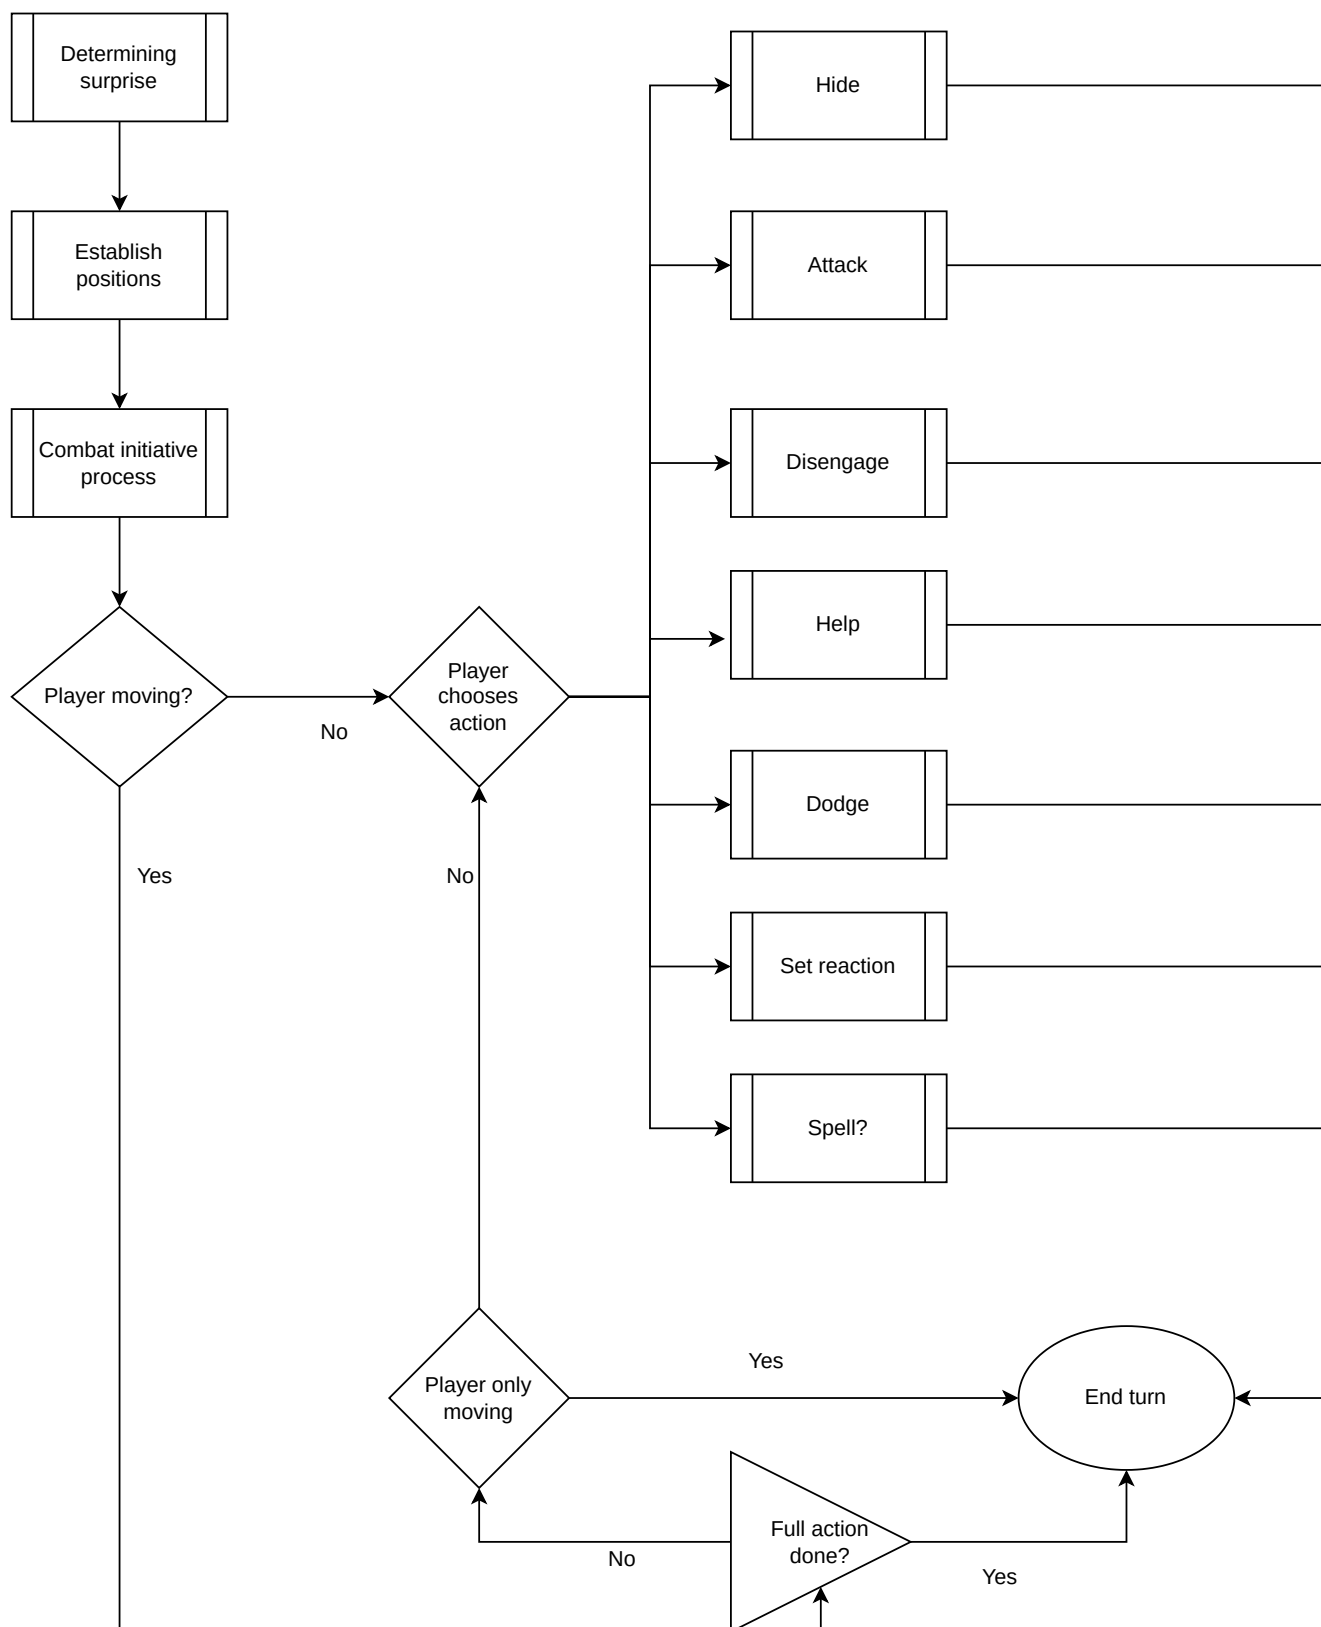 Determining
surprise
Establish
positions
Combat initiative
process
Player moving?
No
Yes
Player
chooses
action
No
Hide
Attack
Disengage
Help
Dodge
Set reaction
Spell?
Player only
moving
Yes
End turn
Full action
done?
No
Yes